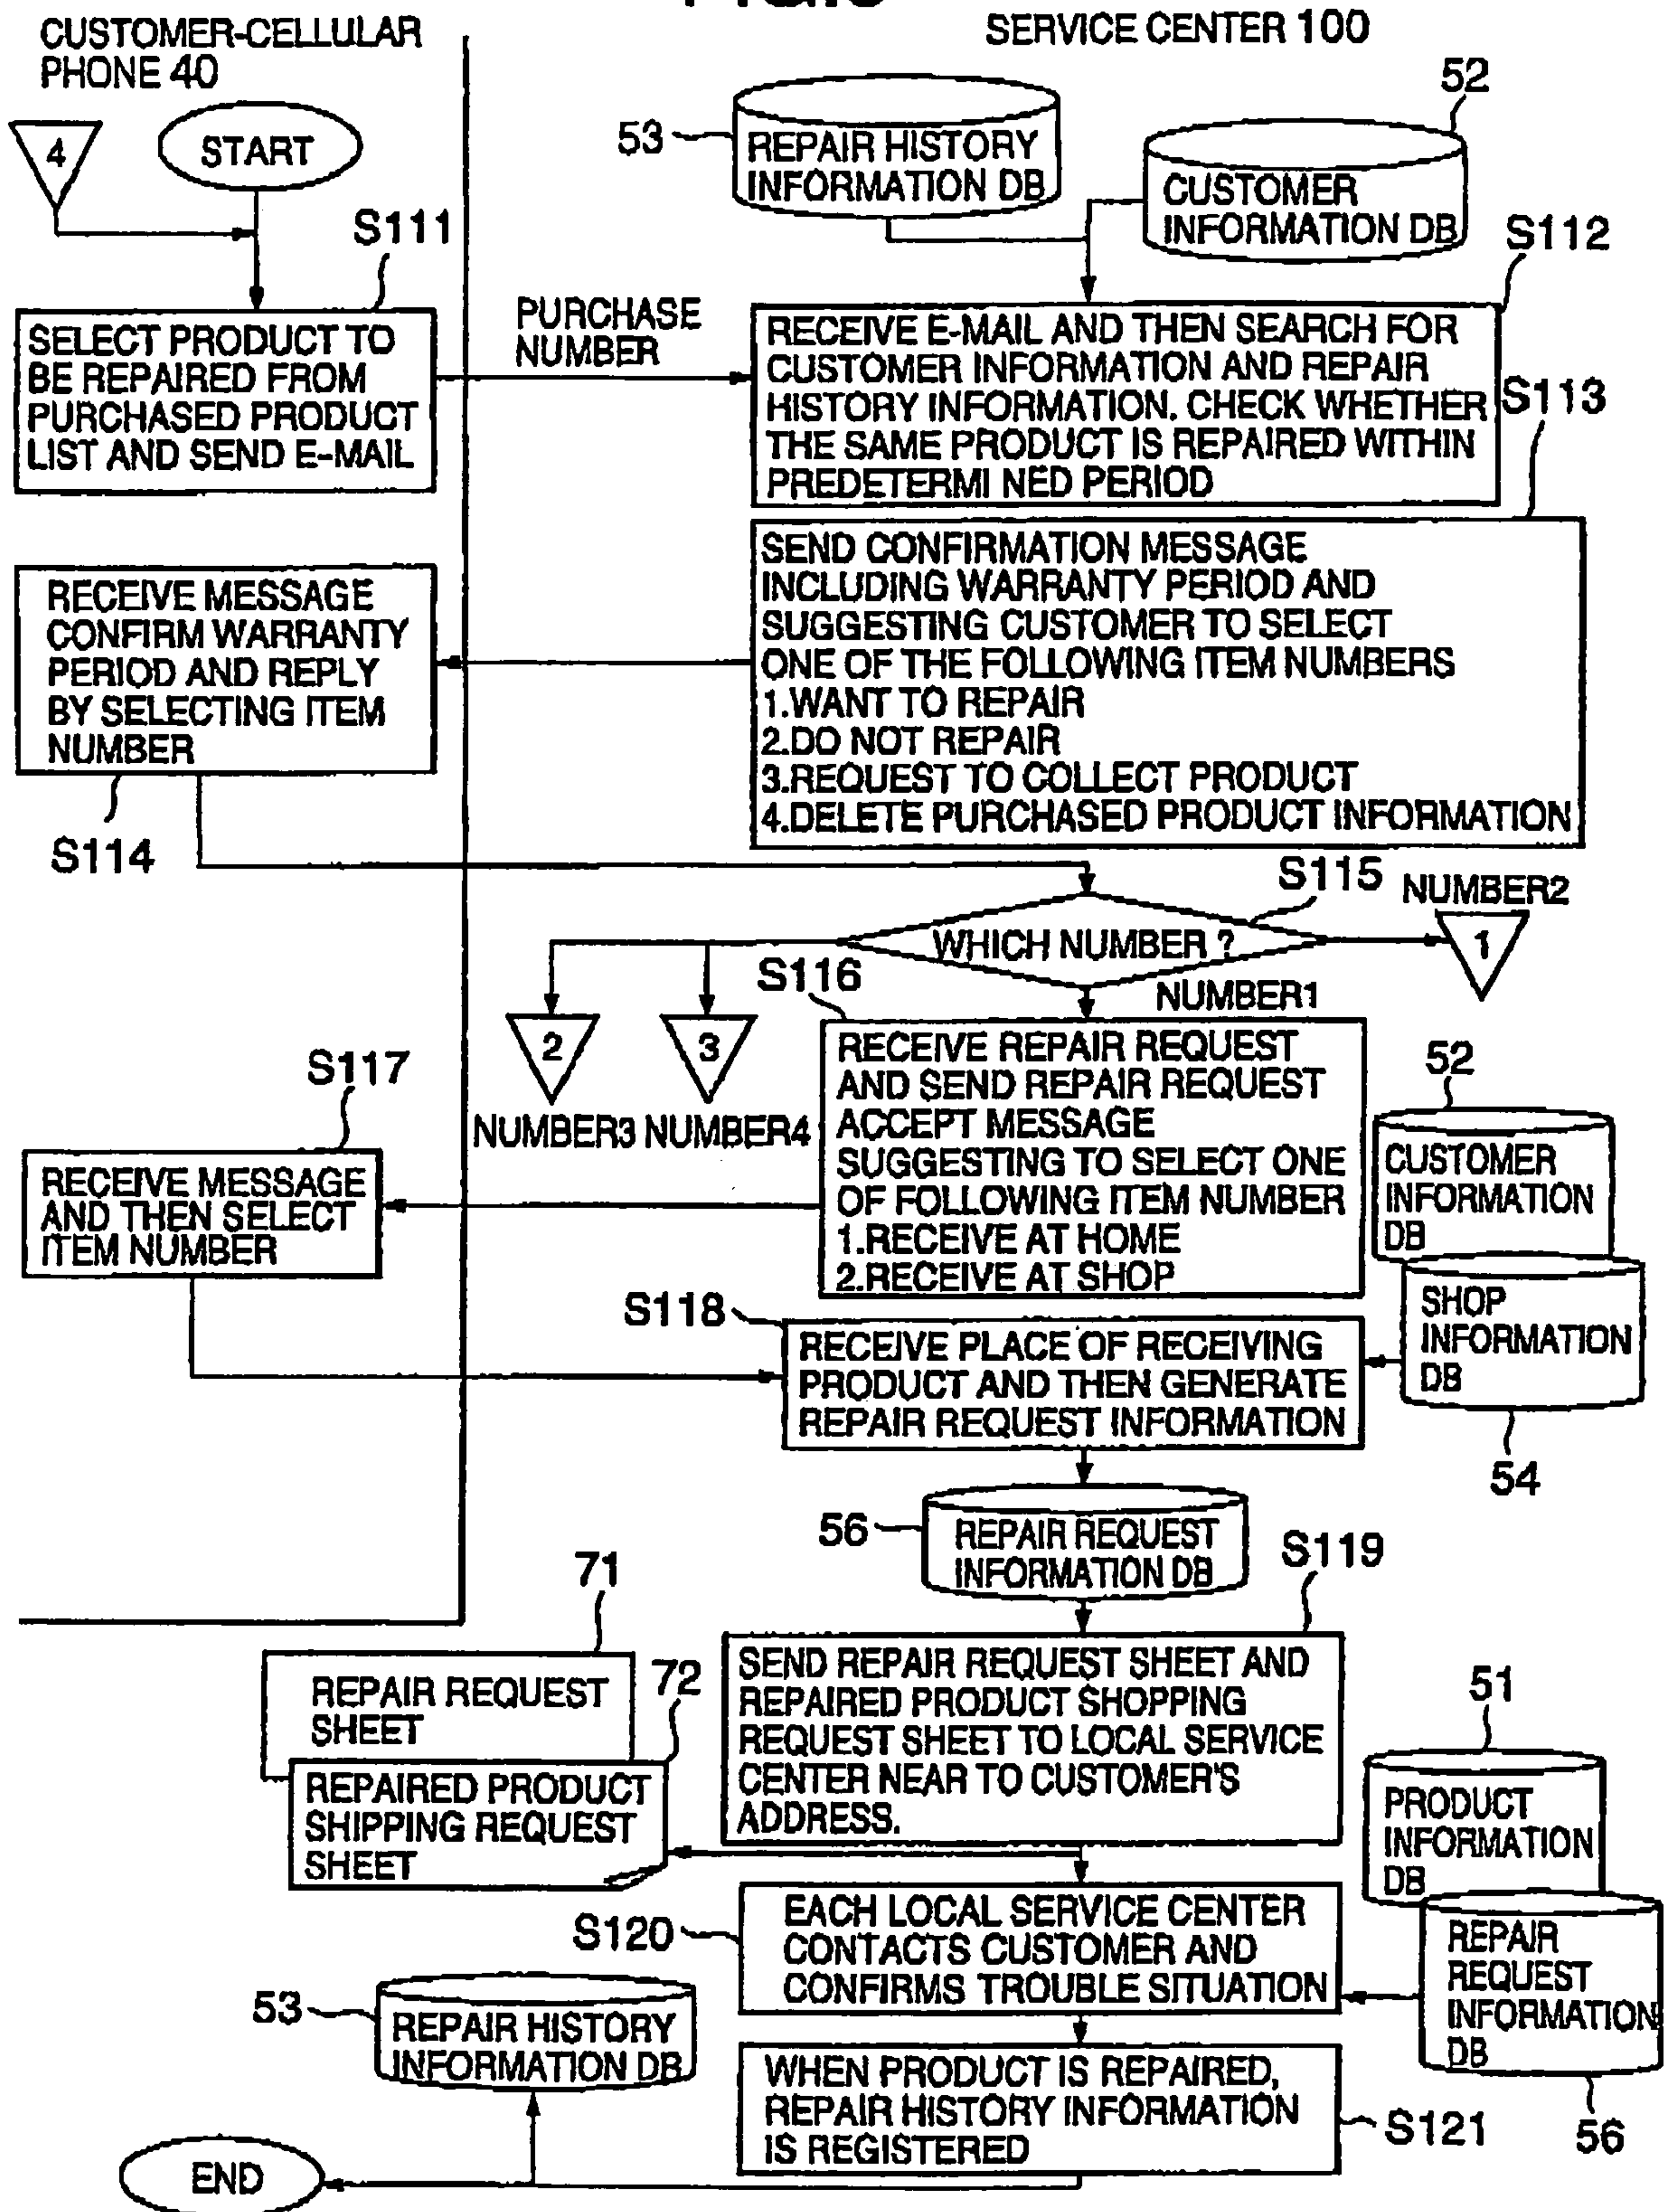 CUSTOMER-CELLULAR
PHONE 40
SERVICE CENTER 100
4
START
53
REPAIR HISTORY
INFORMATION DB
52
CUSTOMER
INFORMATION DB
S111
SELECT PRODUCT TO
BE REPAIRED FROM
PURCHASED PRODUCT
LIST AND SEND E-MAIL
PURCHASE
NUMBER
S112
RECEIVE E-MAIL AND THEN SEARCH FOR
CUSTOMER INFORMATION AND REPAIR
HISTORY INFORMATION. CHECK WHETHER
THE SAME PRODUCT IS REPAIRED WITHIN
PREDETERMI NED PERIOD
S113
SEND CONFIRMATION MESSAGE
INCLUDING WARRANTY PERIOD AND
SUGGESTING CUSTOMER TO SELECT
ONE OF THE FOLLOWING ITEM NUMBERS
1.WANT TO REPAIR
2.DO NOT REPAIR
3.REQUEST TO COLLECT PRODUCT
4.DELETE PURCHASED PRODUCT INFORMATION
RECEIVE MESSAGE
CONFIRM WARRANTY
PERIOD AND REPLY
BY SELECTING ITEM
NUMBER
S114
S115
WHICH NUMBER ?
NUMBER2
1
NUMBER1
2
3
NUMBER3 NUMBER4
S116
RECEIVE REPAIR REQUEST
AND SEND REPAIR REQUEST
ACCEPT MESSAGE
SUGGESTING TO SELECT ONE
OF FOLLOWING ITEM NUMBER
1.RECEIVE AT HOME
2.RECEIVE AT SHOP
S117
RECEIVE MESSAGE
AND THEN SELECT
ITEM NUMBER
52
CUSTOMER
INFORMATION
DB
SHOP
INFORMATION
DB
54
S118
RECEIVE PLACE OF RECEIVING
PRODUCT AND THEN GENERATE
REPAIR REQUEST INFORMATION
56
REPAIR REQUEST
INFORMATION DB
S119
SEND REPAIR REQUEST SHEET AND
REPAIRED PRODUCT SHOPPING
REQUEST SHEET TO LOCAL SERVICE
CENTER NEAR TO CUSTOMER'S
ADDRESS.
71
REPAIR REQUEST
SHEET
72
REPAIRED PRODUCT
SHIPPING REQUEST
SHEET
51
PRODUCT
INFORMATION
DB
REPAIR
REQUEST
INFORMATION
DB
56
S120
EACH LOCAL SERVICE CENTER
CONTACTS CUSTOMER AND
CONFIRMS TROUBLE SITUATION
53
REPAIR HISTORY
INFORMATION DB
WHEN PRODUCT IS REPAIRED,
REPAIR HISTORY INFORMATION
IS REGISTERED
S121
END